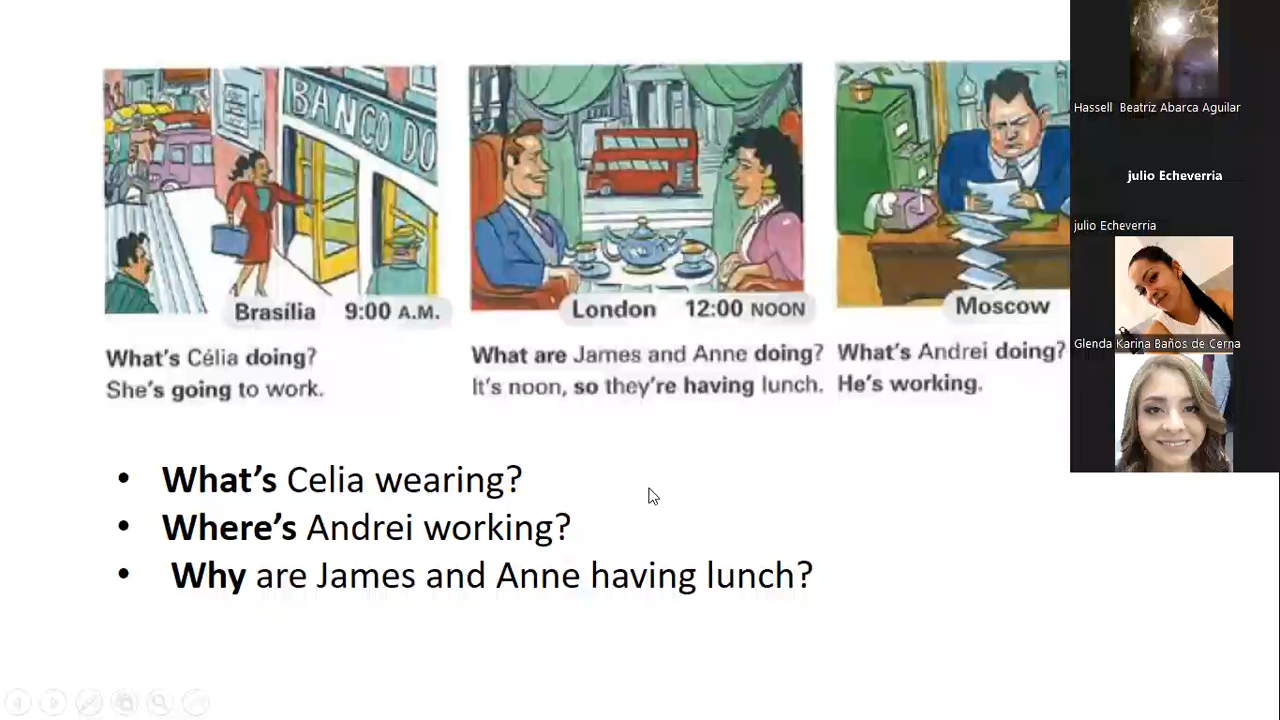 BANCO DO
Brasília 9:00 A.M.
What's Célia doing?
She's going to work.
London 12:00 NOON
What are James and Anne doing?
It's noon, so they're having lunch.
Moscow
What's Andrei doing?
He's working.
• What's Celia wearing?
• Where's Andrei working?
• Why are James and Anne having lunch?
Hassell Beatriz Abarca Aguilar
julio Echeverria
julio Echeverria
Glenda Karina Baños de Cerna